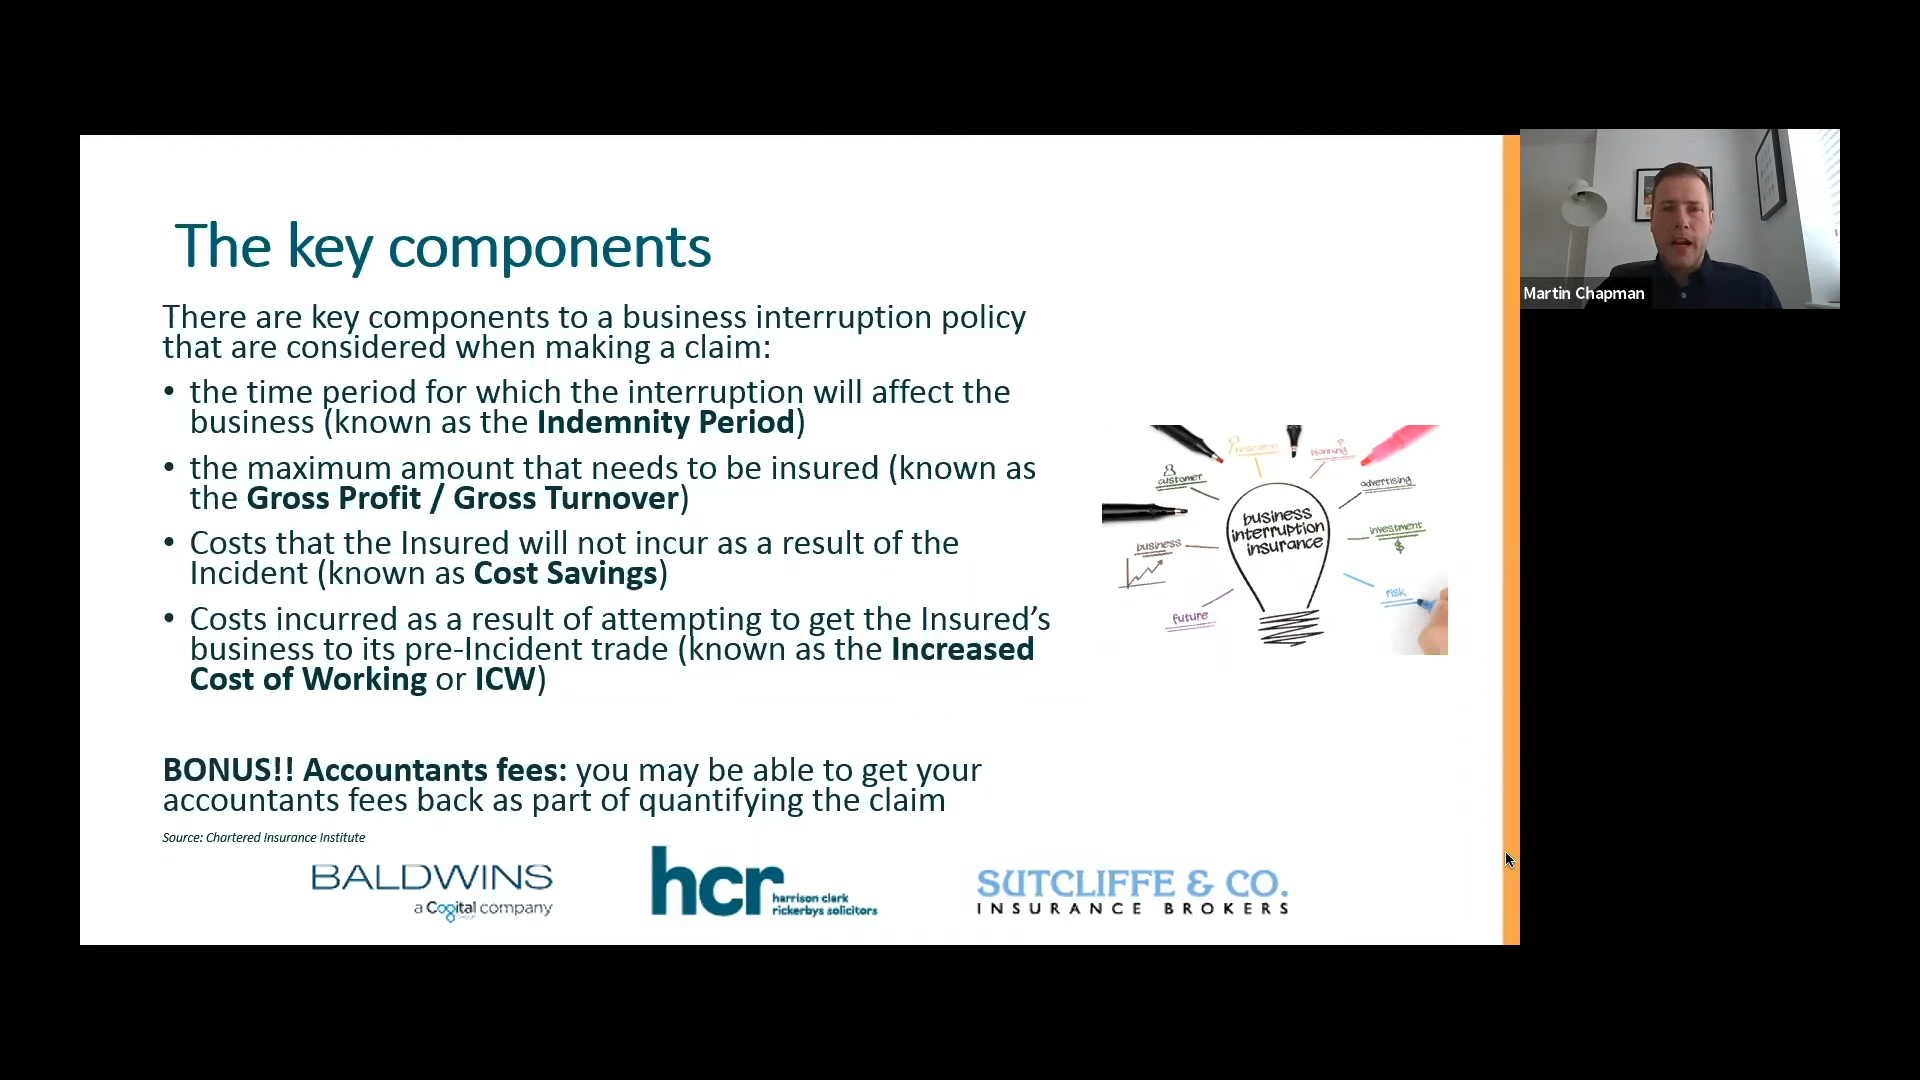 The key components
There are key components to a business interruption policy
that are considered when making a claim:
• the time period for which the interruption will affect the
business (known as the Indemnity Period)
• the maximum amount that needs to be insured (known as
the Gross Profit / Gross Turnover)
• Costs that the Insured will not incur as a result of the
Incident (known as Cost Savings)
• Costs incurred as a result of attempting to get the Insured’s
business to its pre-Incident trade (known as the Increased
Cost of Working or ICW)
BONUS!! Accountants fees: you may be able to get your
accountants fees back as part of quantifying the claim
Source: Chartered Insurance Institute
BALDWINS
a Cogital company
hcr
harrison clark
rickerbys solicitors
SUTCLIFFE & CO.
INSURANCE BROKERS
research
planning
customer
advertising
business
interruption
insurance
investment
$
business
risk
future
Martin Chapman